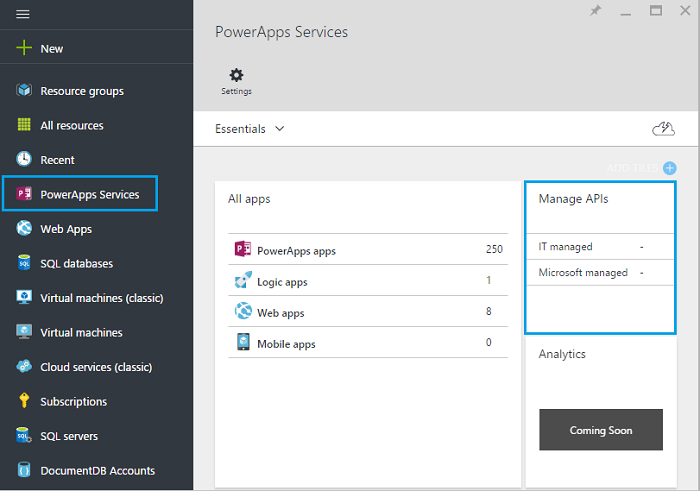 New
Resource groups
All resources
Recent
PowerApps Services
Web Apps
SQL databases
Virtual machines (classic)
Virtual machines
Cloud services (classic)
Subscriptions
SQL servers
DocumentDB Accounts
PowerApps Services
Settings
Essentials
ADD TILES
All apps
PowerApps apps 250
Logic apps 1
Web apps 8
Mobile apps 0
Manage APIs
IT managed -
Microsoft managed -
Analytics
Coming Soon